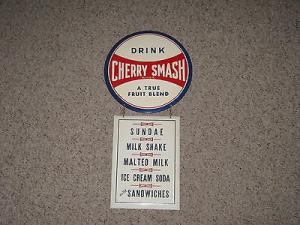 DRINK
CHERRY SMASH
A TRUE
FRUIT BLEND
SUNDAE
MILK SHAKE
MALTED MILK
ICE CREAM SODA
SANDWICHES